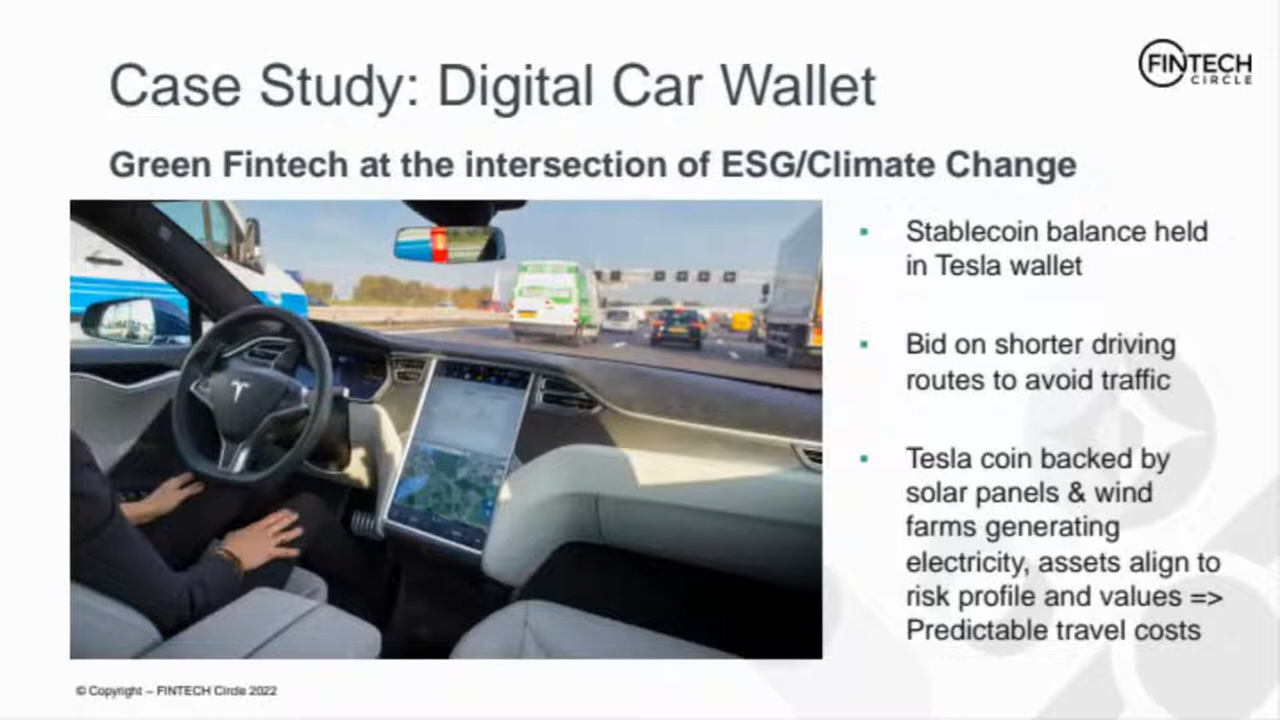 FINTECH
CIRCLE
Case Study: Digital Car Wallet
Green Fintech at the intersection of ESG/Climate Change
▪ Stablecoin balance held
in Tesla wallet
▪ Bid on shorter driving
routes to avoid traffic
▪ Tesla coin backed by
solar panels & wind
farms generating
electricity, assets align to
risk profile and values =>
Predictable travel costs
© Copyright – FINTECH Circle 2022